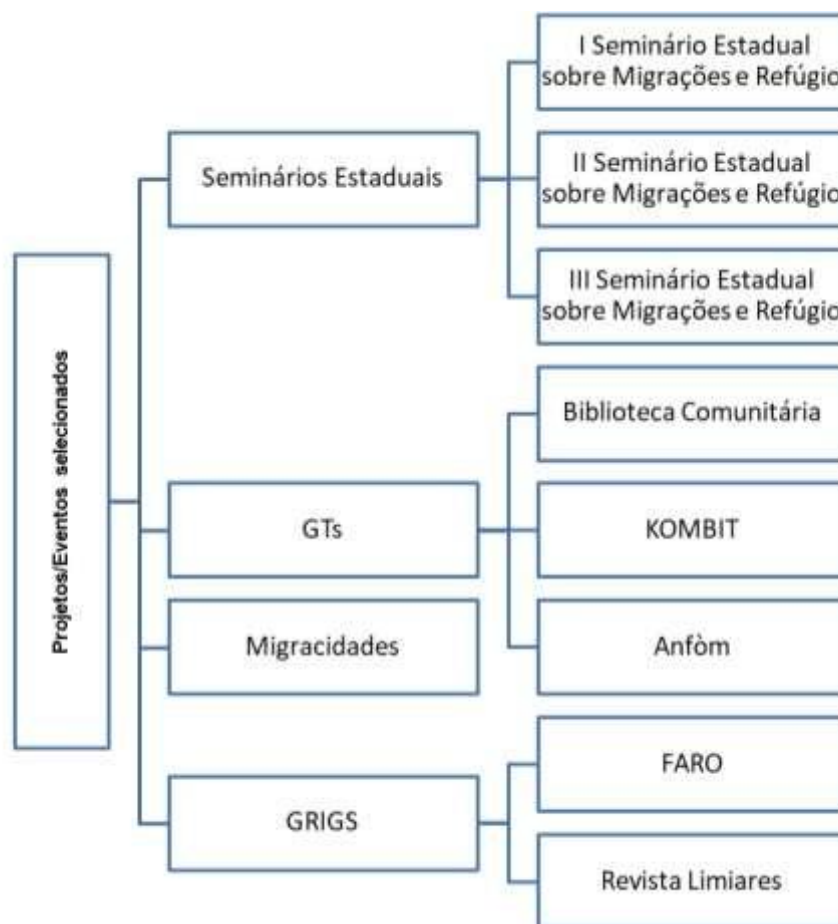 Projetos/Eventos selecionados
Seminários Estaduais
I Seminário Estadual
sobre Migrações e Refúgio
II Seminário Estadual
sobre Migrações e Refúgio
III Seminário Estadual
sobre Migrações e Refúgio
GTs
Biblioteca Comunitária
KOMBIT
Anfòm
Migracidades
GRIGS
FARO
Revista Limiares